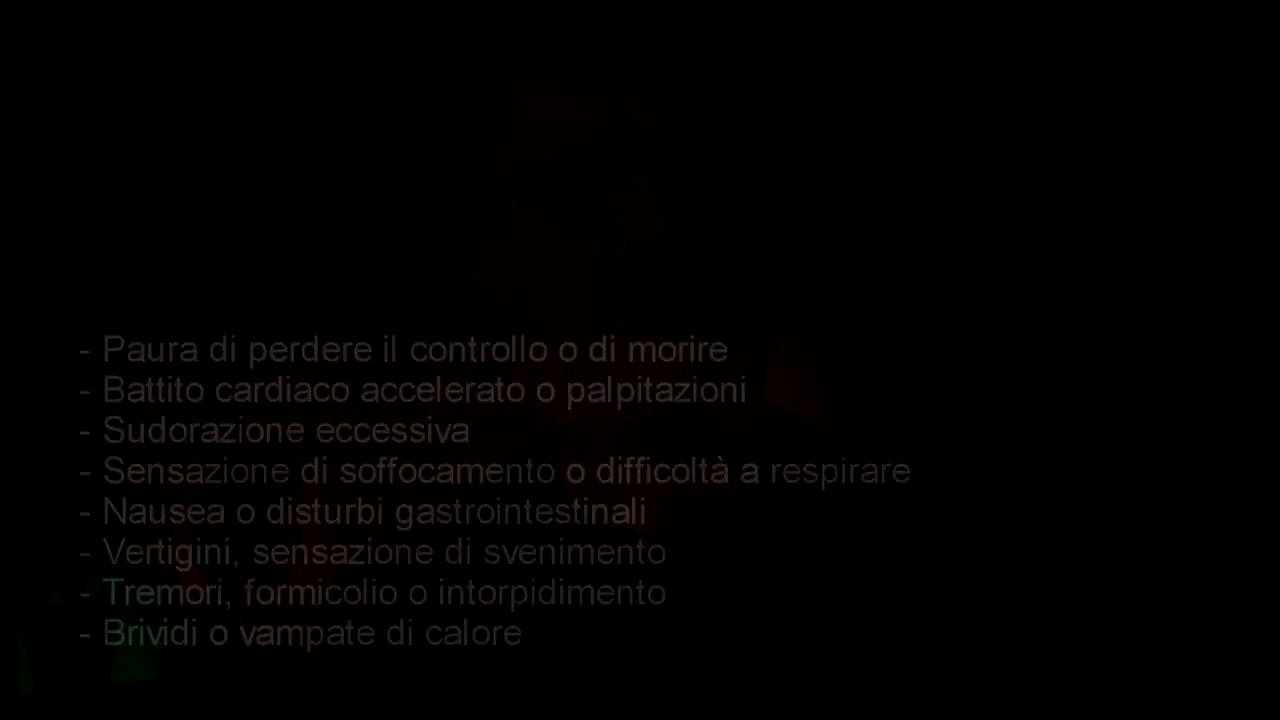 - Paura di perdere il controllo o di morire
- Battito cardiaco accelerato o palpitazioni
- Sudorazione eccessiva
- Sensazione di soffocamento o difficoltà a respirare
- Nausea o disturbi gastrointestinali
- Vertigini, sensazione di svenimento
- Tremori, formicolio o intorpidimento
- Brividi o vampate di calore